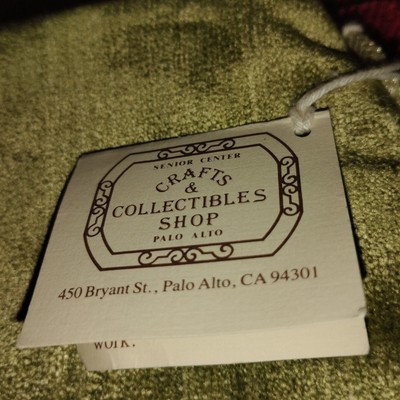 SENIOR CENTER
CRAFTS
&
COLLECTIBLES
SHOP
PALO ALTO
450 Bryant St., Palo Alto, CA 94301
work.